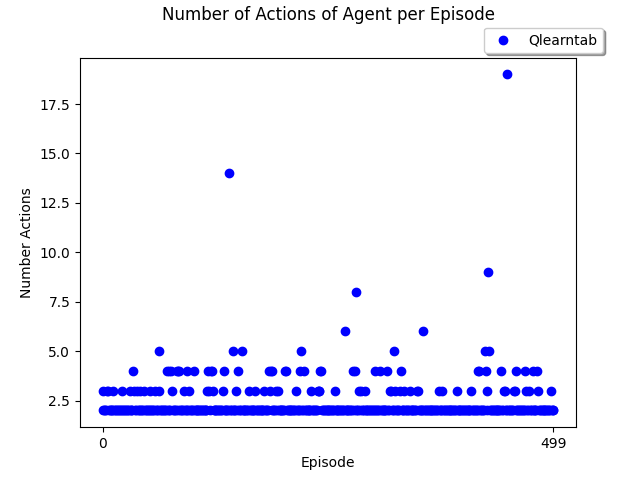 Number of Actions of Agent per Episode
Qlearntab
17.5
15.0
12.5
10.0
7.5
5.0
2.5
Number Actions
0
499
Episode